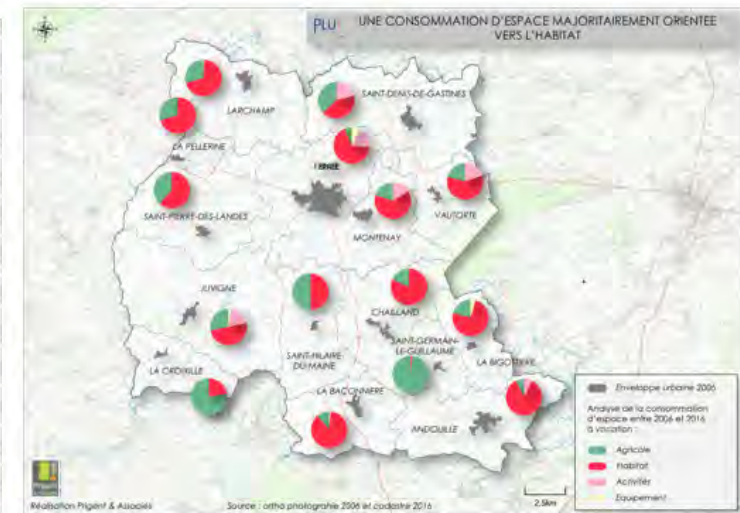 PLU
UNE CONSOMMATION D'ESPACE MAJORITAIREMENT ORIENTEE
VERS L'HABITAT
LARCHAMP
SAINT-DENIS-DE-GASTINES
LA PELLERINE
ERNEE
SAINT-PIERRE-DES-LANDES
VAUTORTE
MONTENAY
JUVIGNE
CHAILLAND
SAINT-GERMAIN-
LE-GUILLAUME
LA BIGOTTIERE
SAINT-HILAIRE-
DU-MAINE
LA CROIXILLE
LA BACONNIERE
ANDOUILLE
Enveloppe urbaine 2006
Analyse de la consommation
d'espace entre 2006 et 2016
à vocation :
Agricole
Habitat
Activités
Equipement
Réalisation Prigent & Associés
Source : ortho photograhie 2006 et cadastre 2016
2,5km